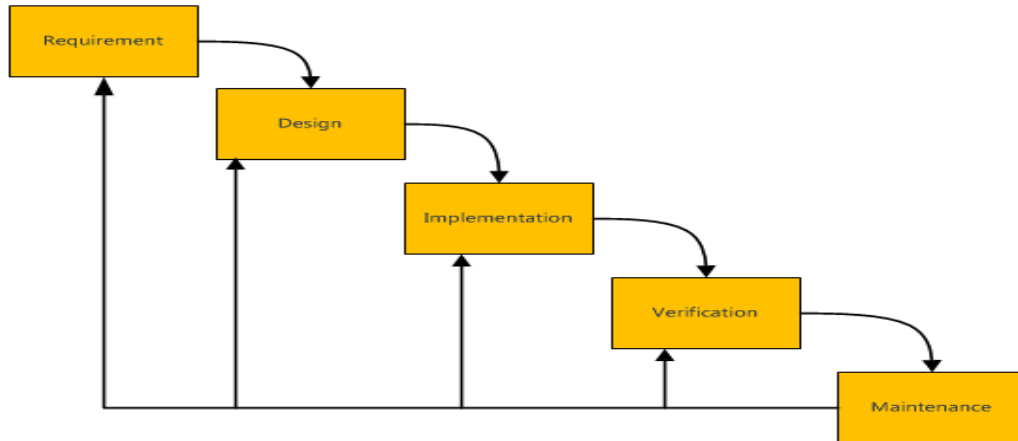 Requirement
Design
Implementation
Verification
Maintenance